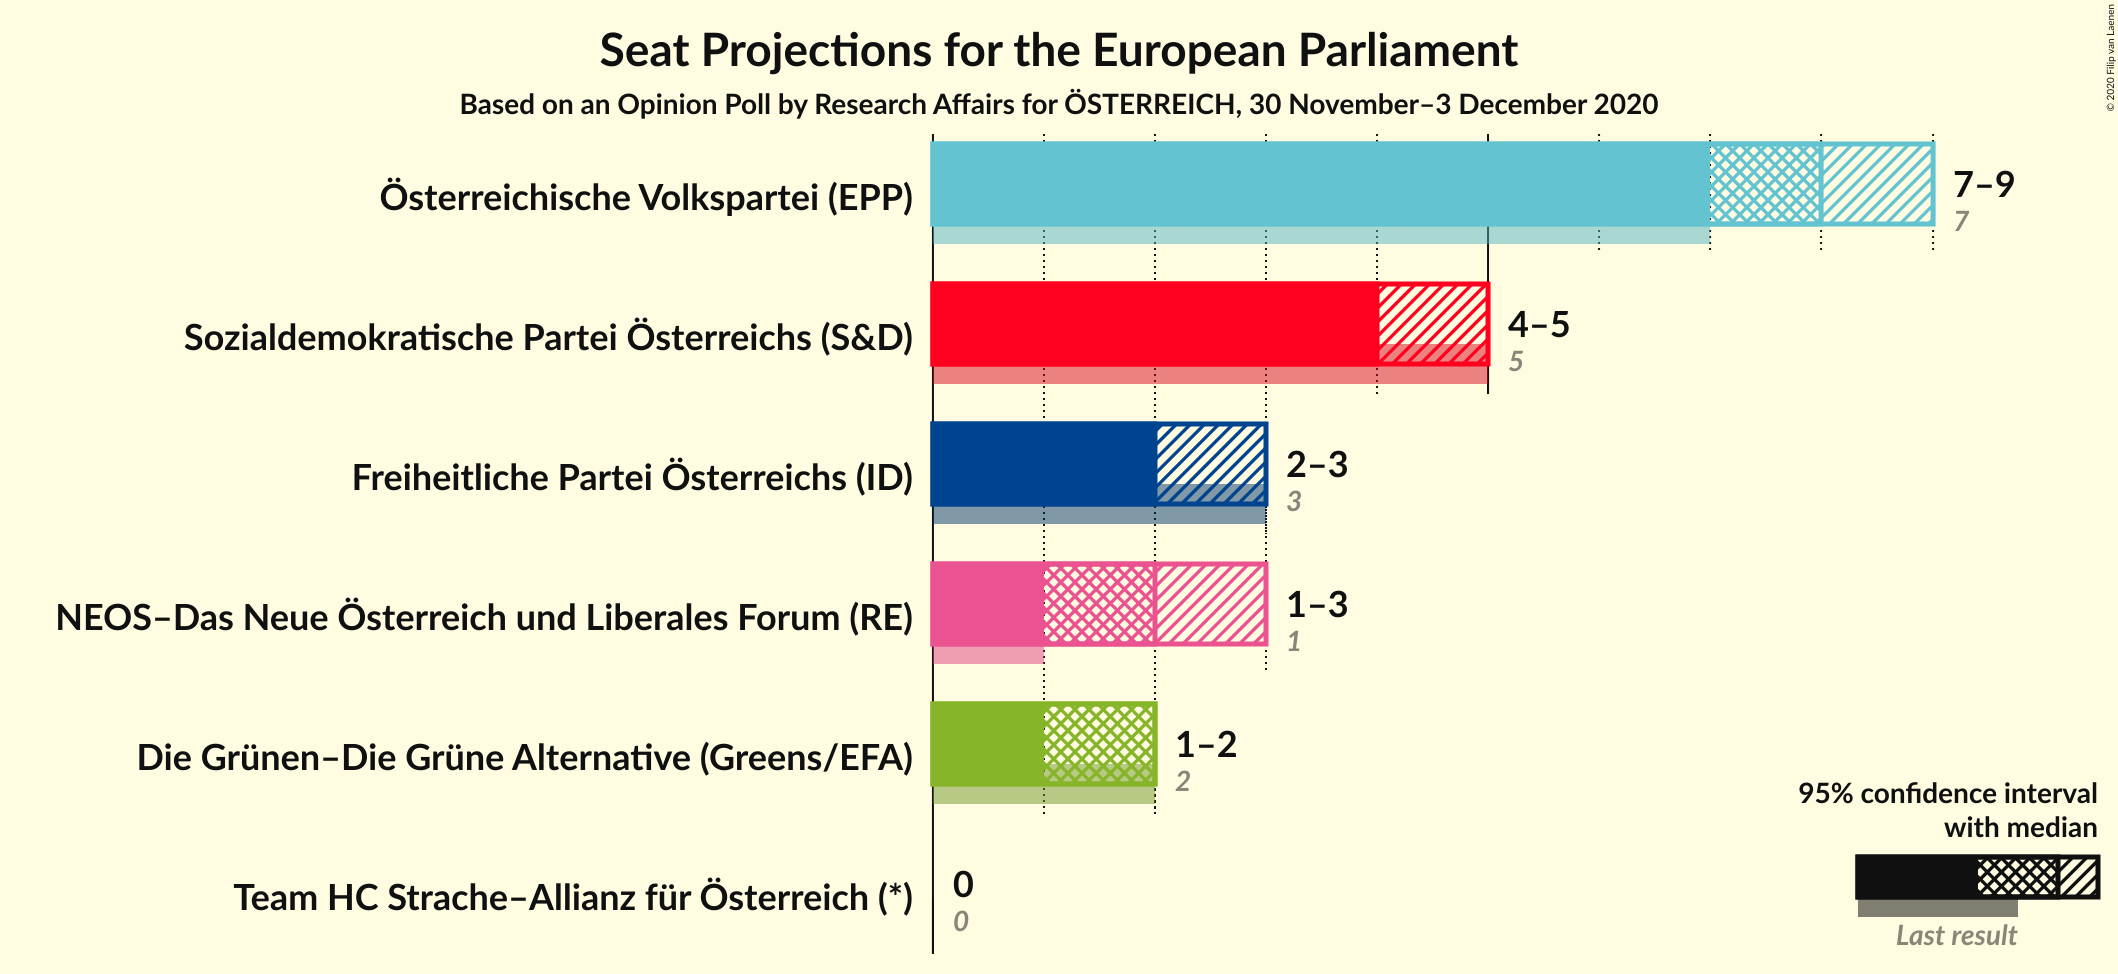 Seat Projections for the European Parliament
Based on an Opinion Poll by Research Affairs for ÖSTERREICH, 30 November–3 December 2020
© 2020 Filip van Laenen
Österreichische Volkspartei (EPP)
7–9
7
Sozialdemokratische Partei Österreichs (S&D)
4–5
5
Freiheitliche Partei Österreichs (ID)
2–3
3
NEOS–Das Neue Österreich und Liberales Forum (RE)
1–3
1
Die Grünen–Die Grüne Alternative (Greens/EFA)
1–2
2
Team HC Strache–Allianz für Österreich (*)
0
0
95% confidence interval
with median
Last result